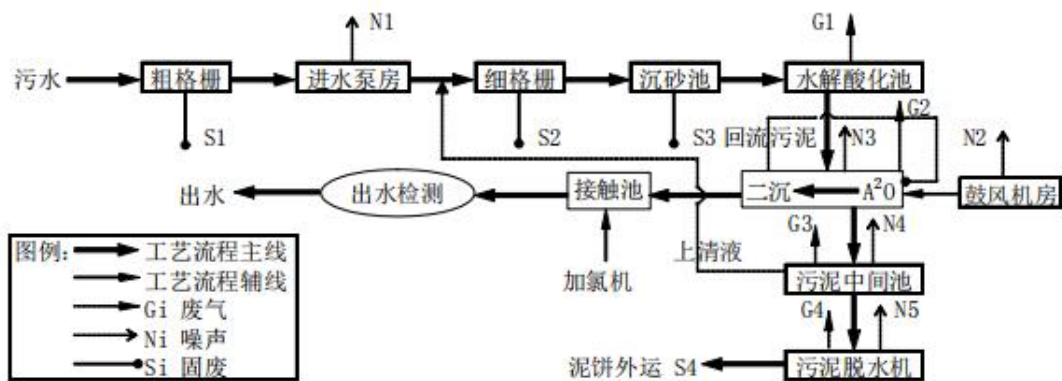 N1
G1
污水
粗格栅
进水泵房
细格栅
沉砂池
水解酸化池
S1
S2
S3
回流污泥
N3
G2
N2
出水
出水检测
接触池
二沉
A²O
鼓风机房
加氯机
上清液
G3
N4
污泥中间池
G4
N5
泥饼外运 S4
污泥脱水机
图例:
工艺流程主线
工艺流程辅线
Gi 废气
Ni 噪声
Si 固废